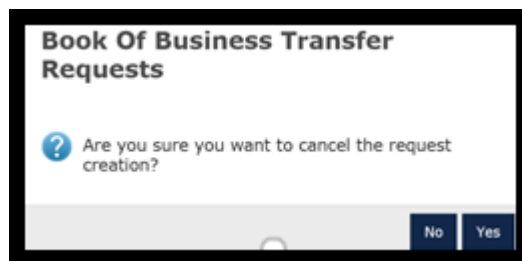 Book Of Business Transfer
Requests
Are you sure you want to cancel the request
creation?
No Yes